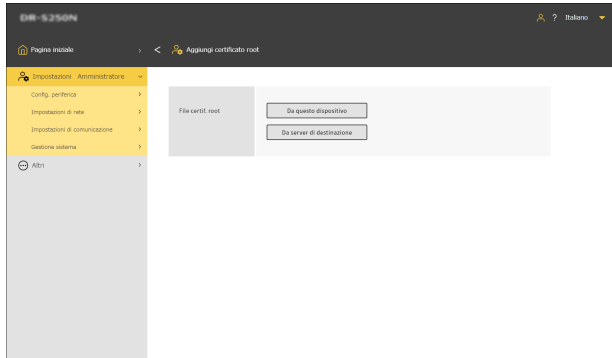 DR-S250N
? Italiano
Pagina iniziale
Aggiungi certificato root
Impostazioni Amministratore
Config. periferica
Impostazioni di rete
Impostazioni di comunicazione
Gestione sistema
Altri
File certif. root
Da questo dispositivo
Da server di destinazione